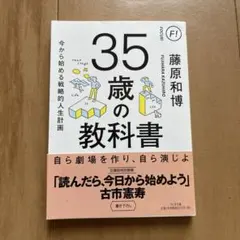 F!
藤原和博
FUJIHARA KAZUHIRO
35
歳の
教科書
今から始める戦略的人生計画
自ら劇場を作り、自ら演じよ
「読んだら、今日から始めよう」
古市憲寿